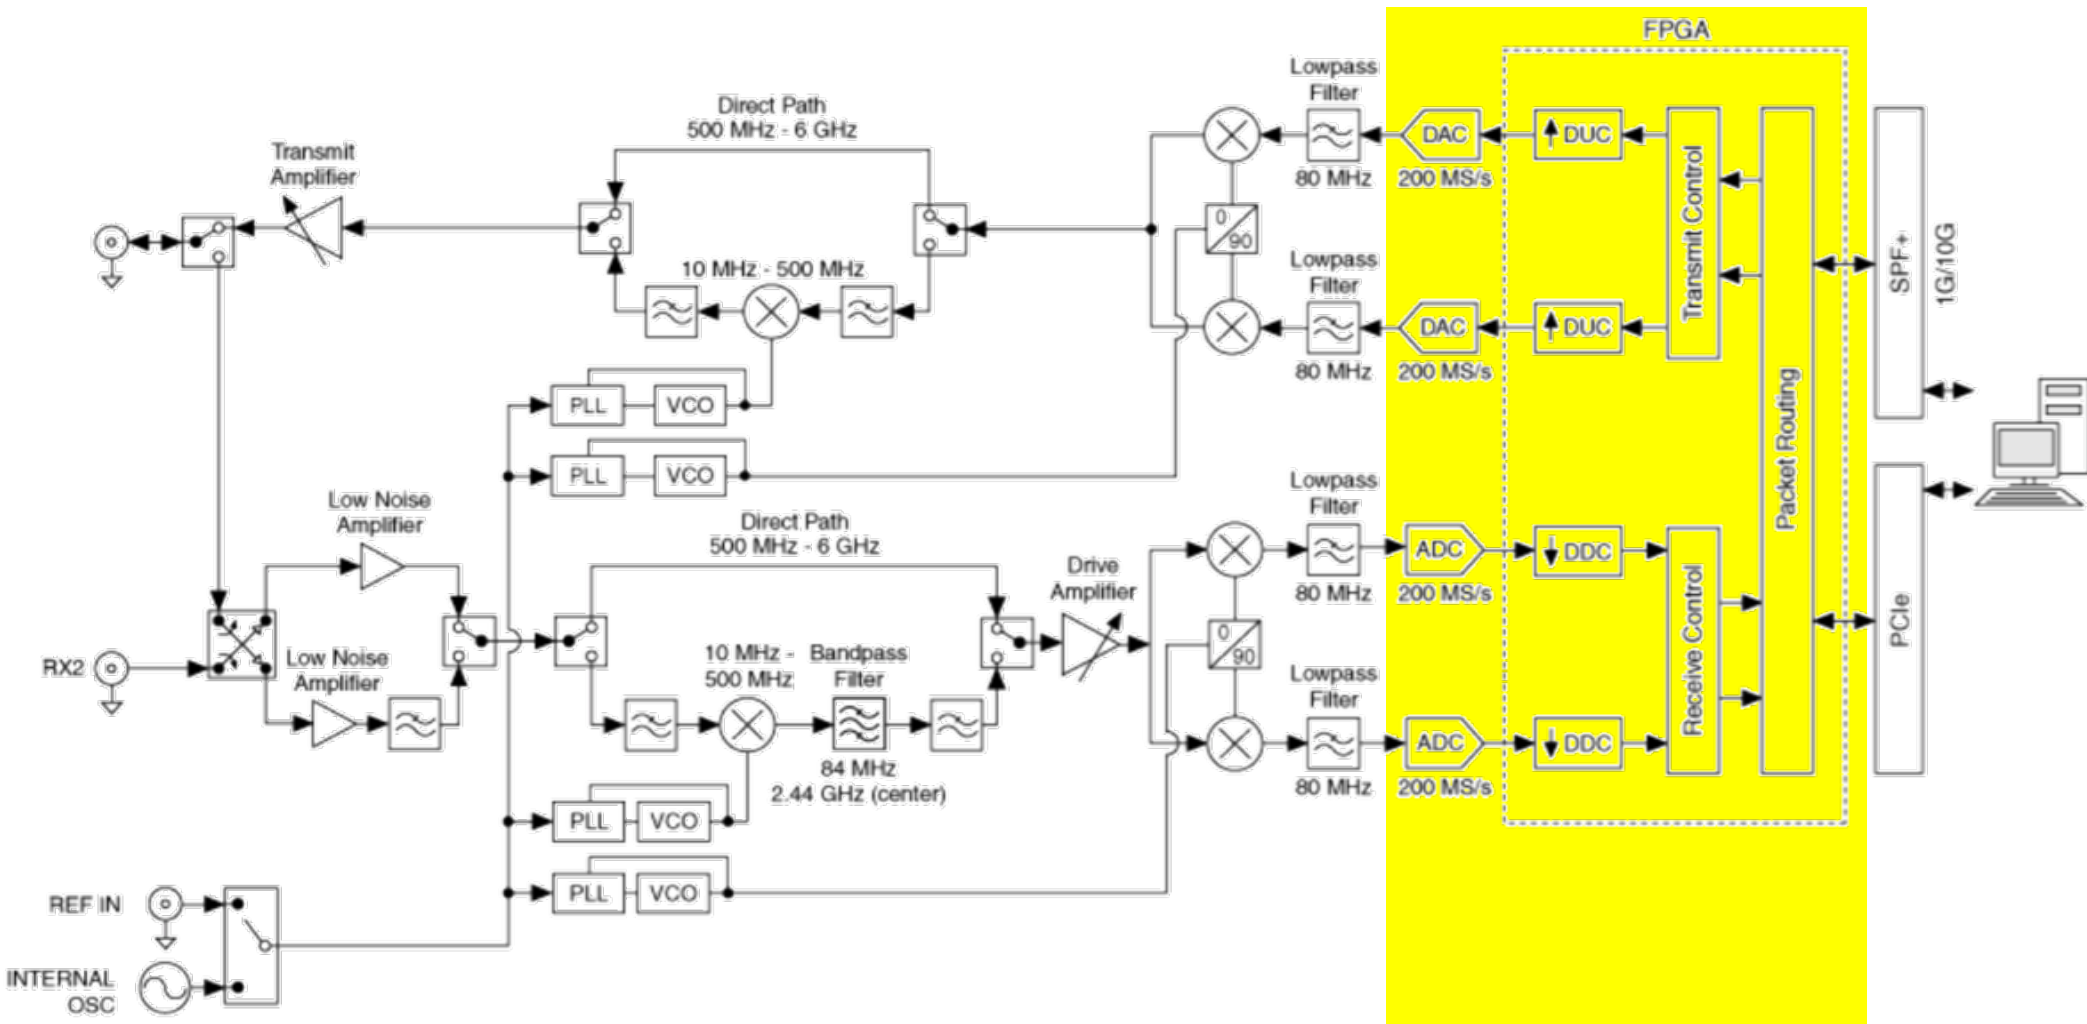 FPGA
Lowpass
Filter
Direct Path
500 MHz - 6 GHz
DAC
DUC
Transmit
Amplifier
80 MHz
200 MS/s
Transmit Control
0
90
10 MHz - 500 MHz
Lowpass
Filter
SPF+
1G/10G
DAC
DUC
80 MHz
200 MS/s
PLL
VCO
Packet Routing
PLL
VCO
Low Noise
Amplifier
Lowpass
Filter
Direct Path
500 MHz - 6 GHz
ADC
DDC
Drive
Amplifier
80 MHz
200 MS/s
Receive Control
PCIe
0
90
RX2
Low Noise
Amplifier
10 MHz -
500 MHz
Bandpass
Filter
Lowpass
Filter
ADC
DDC
84 MHz
2.44 GHz (center)
80 MHz
200 MS/s
PLL
VCO
PLL
VCO
REF IN
INTERNAL
OSC